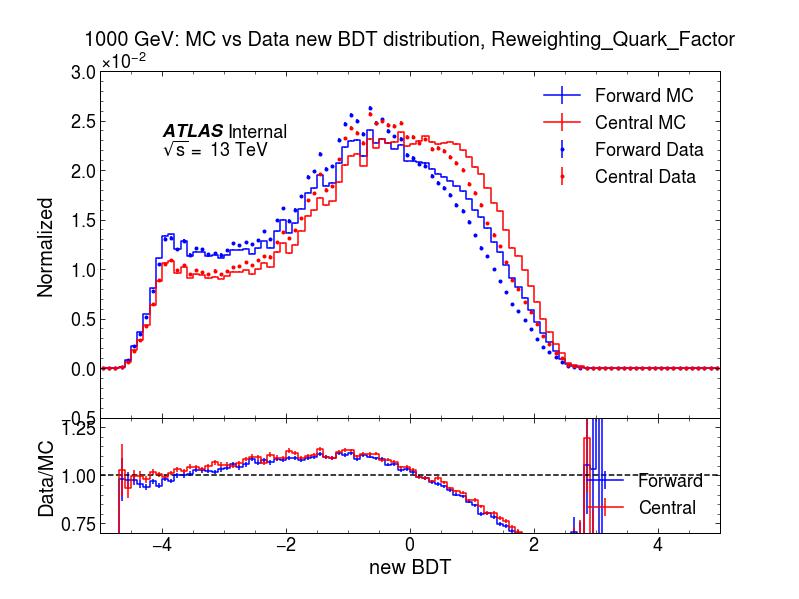 1000 GeV: MC vs Data new BDT distribution, Reweighting_Quark_Factor
×10⁻²
3.0
2.5
2.0
1.5
1.0
0.5
0.0
−0.5
Normalized
ATLAS Internal
√s = 13 TeV
Forward MC
Central MC
Forward Data
Central Data
1.25
1.00
0.75
Data/MC
Forward
Central
−4 −2 0 2 4
new BDT